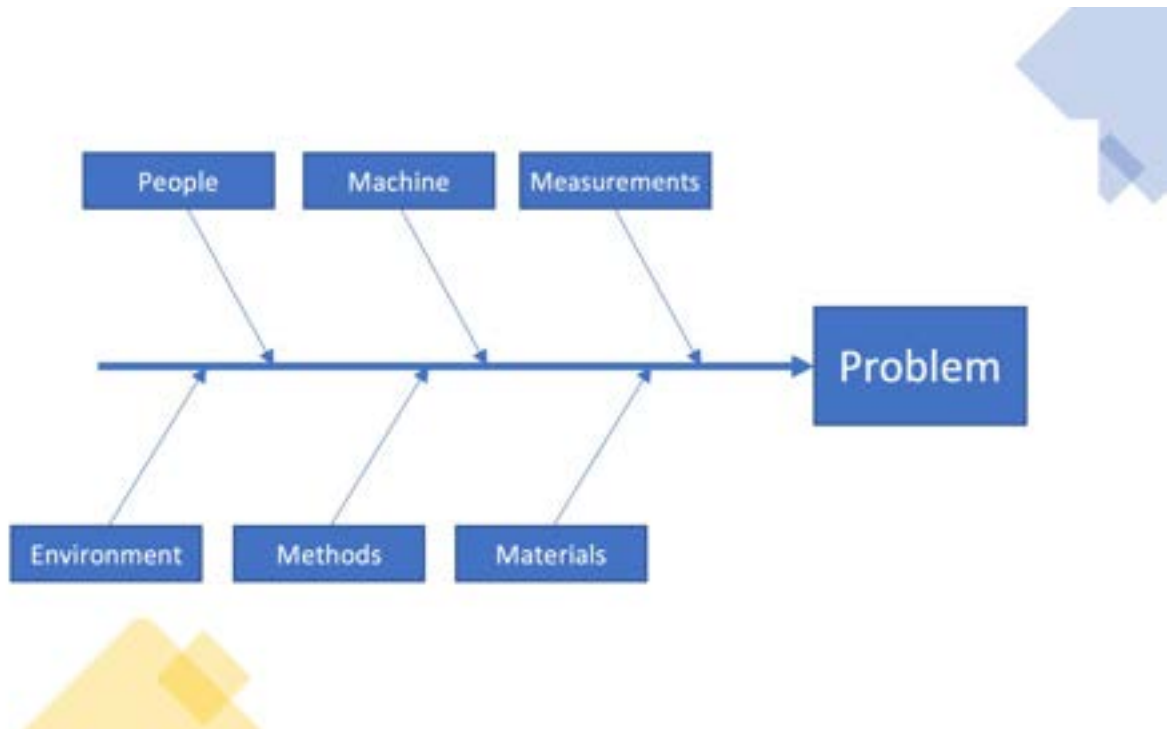 People
Machine
Measurements
Problem
Environment
Methods
Materials